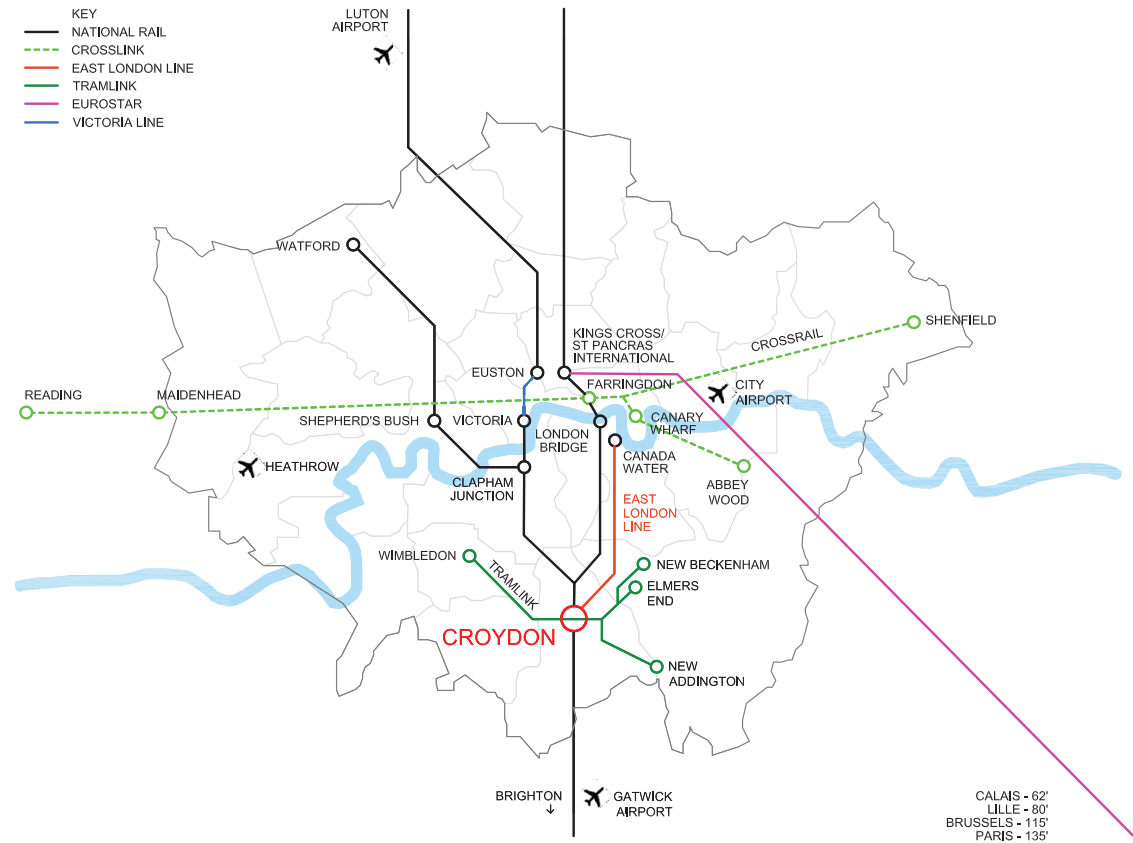 KEY
NATIONAL RAIL
CROSSLINK
EAST LONDON LINE
TRAMLINK
EUROSTAR
VICTORIA LINE
LUTON
AIRPORT
WATFORD
SHENFIELD
CROSSRAIL
KINGS CROSS/
ST PANCRAS
INTERNATIONAL
EUSTON
FARRINGDON
CITY
AIRPORT
READING
MAIDENHEAD
SHEPHERD'S BUSH
VICTORIA
LONDON
BRIDGE
CANARY
WHARF
CANADA
WATER
HEATHROW
CLAPHAM
JUNCTION
ABBEY
WOOD
EAST
LONDON
LINE
WIMBLEDON
TRAMLINK
NEW BECKENHAM
ELMERS
END
CROYDON
NEW
ADDINGTON
BRIGHTON
↓
GATWICK
AIRPORT
CALAIS - 62'
LILLE - 80'
BRUSSELS - 115'
PARIS - 135'